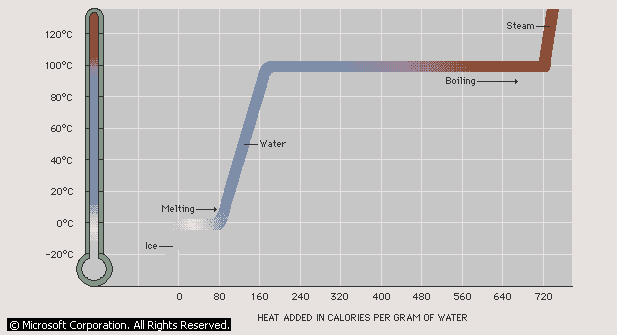 120°C
Steam
100°C
Boiling
80°C
60°C
Water
40°C
20°C
Melting
0°C
Ice
-20°C
0 80 160 240 320 400 480 560 640 720
HEAT ADDED IN CALORIES PER GRAM OF WATER
© Microsoft Corporation. All Rights Reserved.